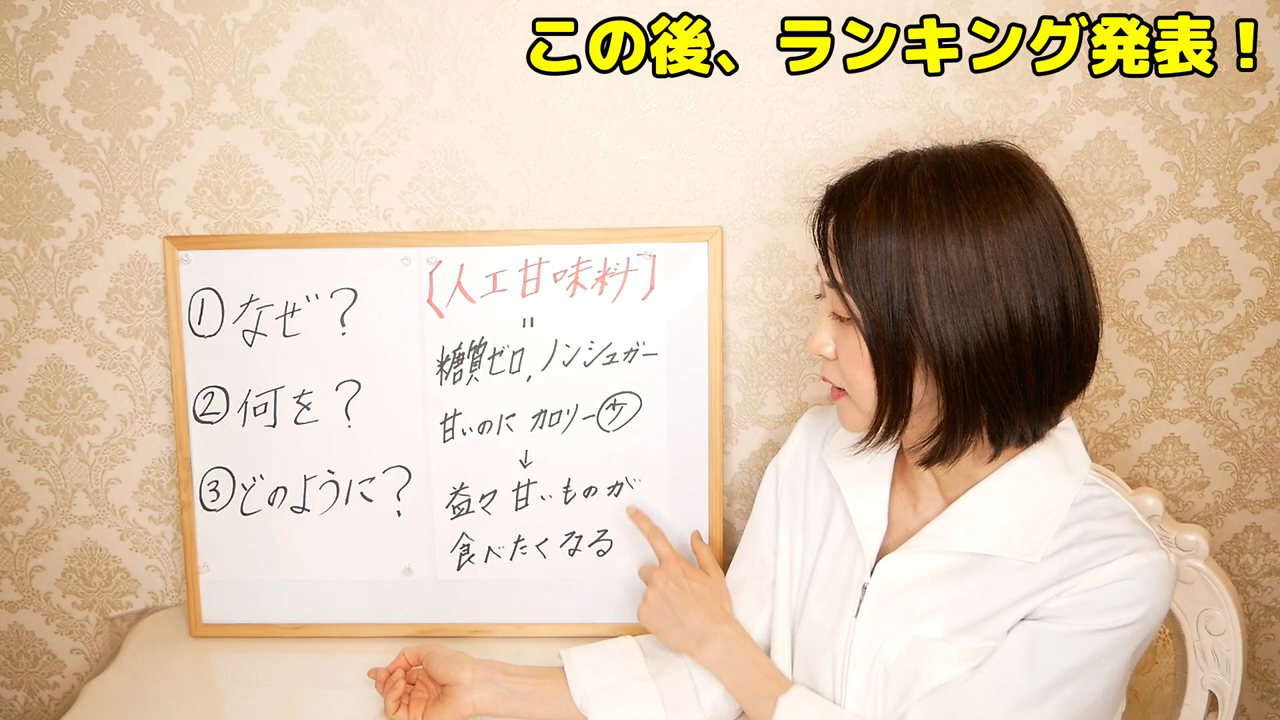 この後、ランキング発表！
①なぜ？
②何を？
③どのように？
【人工甘味料】
＝
糖質ゼロ,ノンシュガー
甘いのにカロリー㋚
↓
益々甘いものが
食べたくなる